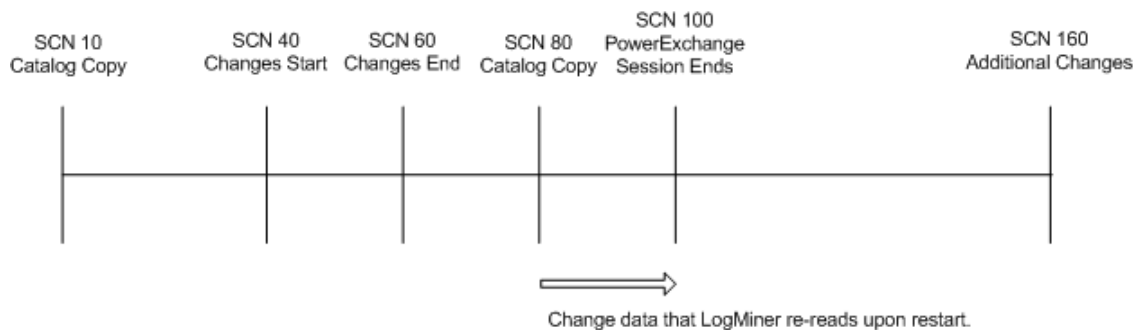 SCN 10
Catalog Copy
SCN 40
Changes Start
SCN 60
Changes End
SCN 80
Catalog Copy
SCN 100
PowerExchange
Session Ends
SCN 160
Additional Changes
Change data that LogMiner re-reads upon restart.